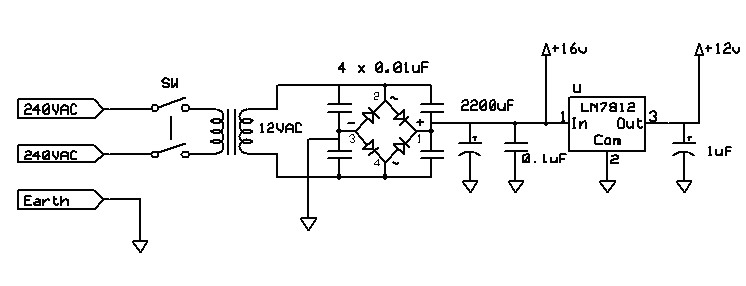 4 x 0.01uF
SW
240VAC
240VAC
Earth
12VAC
2
~
-
3
+
1
4
~
2200uF
+
0.1uF
+16v
U
LM7812
1
In
Out
3
Com
2
+12v
+
1uF